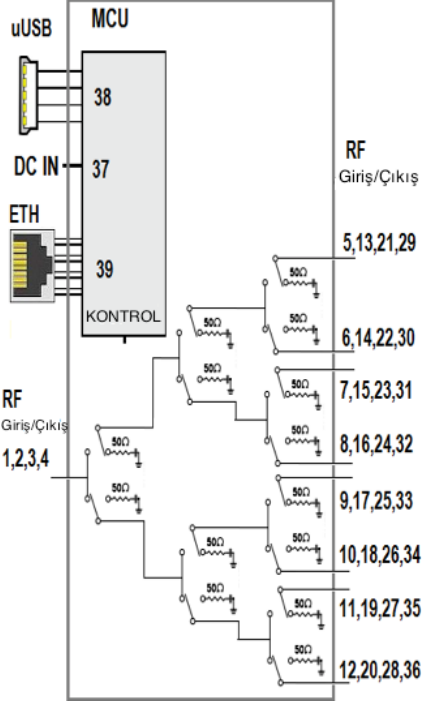 uUSB
MCU
38
DC IN
37
ETH
39
KONTROL
RF
Giriş/Çıkış
5,13,21,29
50Ω
50Ω
6,14,22,30
50Ω
50Ω
7,15,23,31
50Ω
50Ω
8,16,24,32
RF
Giriş/Çıkış
1,2,3,4
50Ω
50Ω
9,17,25,33
50Ω
50Ω
10,18,26,34
50Ω
50Ω
11,19,27,35
50Ω
50Ω
12,20,28,36